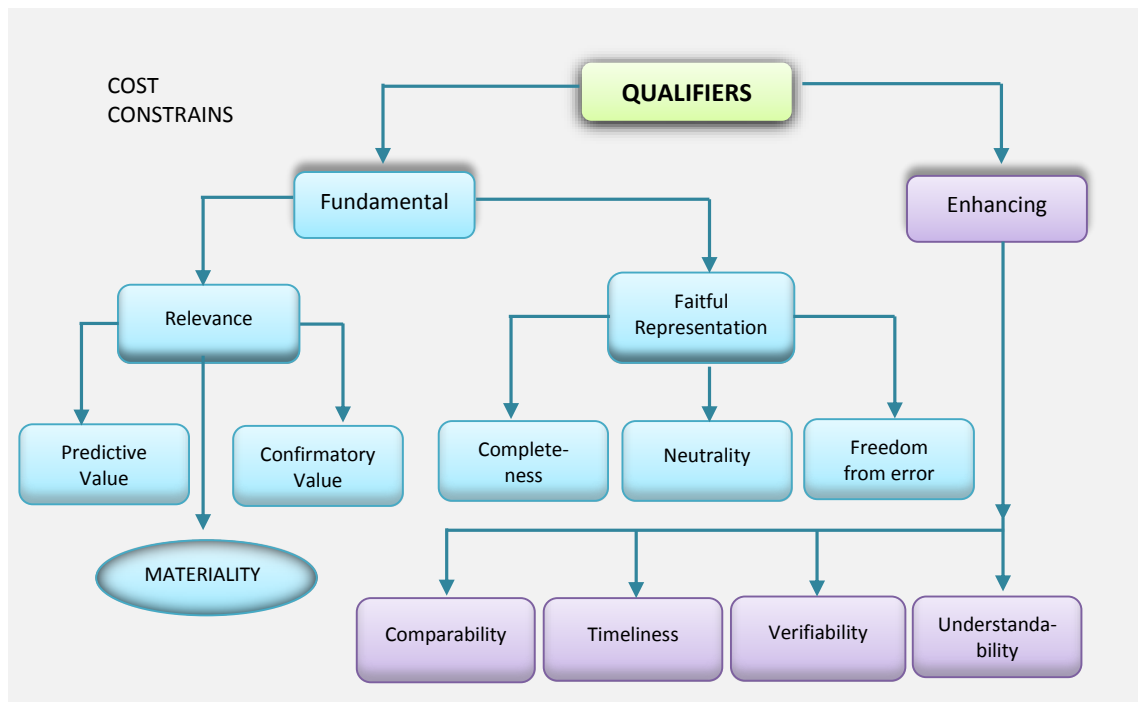 COST
CONSTRAINS
QUALIFIERS
Fundamental
Enhancing
Relevance
Faitful
Representation
Predictive
Value
Confirmatory
Value
Complete-
ness
Neutrality
Freedom
from error
MATERIALITY
Comparability
Timeliness
Verifiability
Understanda-
bility